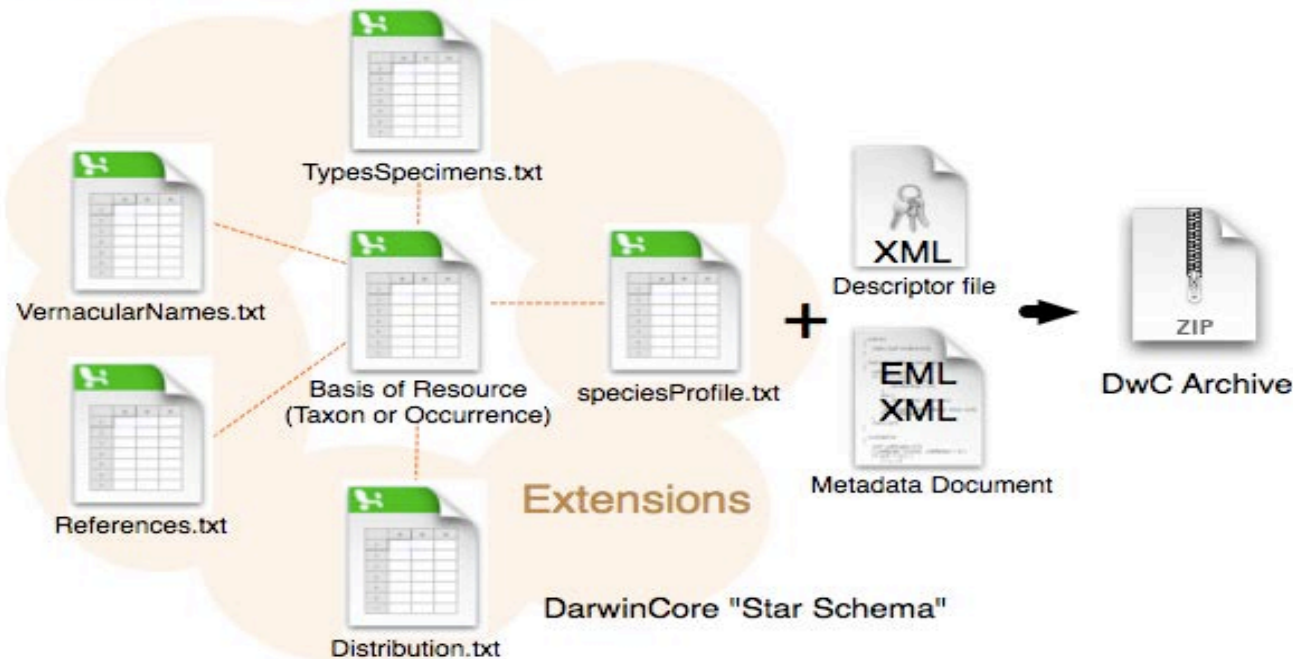 TypesSpecimens.txt
VernacularNames.txt
Basis of Resource
(Taxon or Occurrence)
speciesProfile.txt
References.txt
Distribution.txt
Extensions
DarwinCore "Star Schema"
+
XML
Descriptor file
EML
XML
Metadata Document
ZIP
DwC Archive